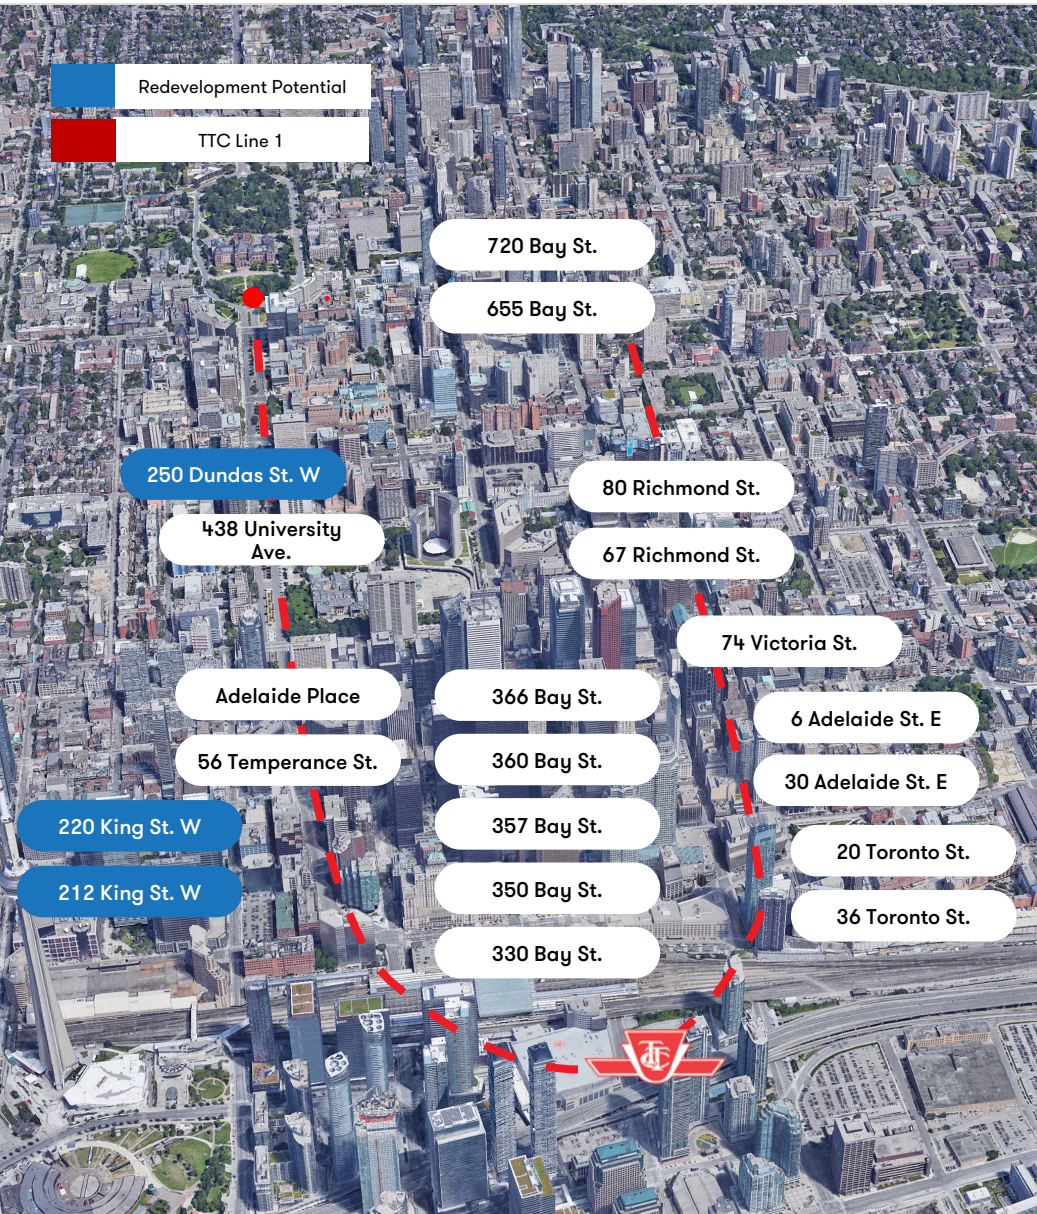 Redevelopment Potential
TTC Line 1
720 Bay St.
655 Bay St.
250 Dundas St. W
438 University
Ave.
80 Richmond St.
67 Richmond St.
74 Victoria St.
Adelaide Place
366 Bay St.
6 Adelaide St. E
56 Temperance St.
360 Bay St.
30 Adelaide St. E
220 King St. W
357 Bay St.
20 Toronto St.
212 King St. W
350 Bay St.
36 Toronto St.
330 Bay St.
TTC